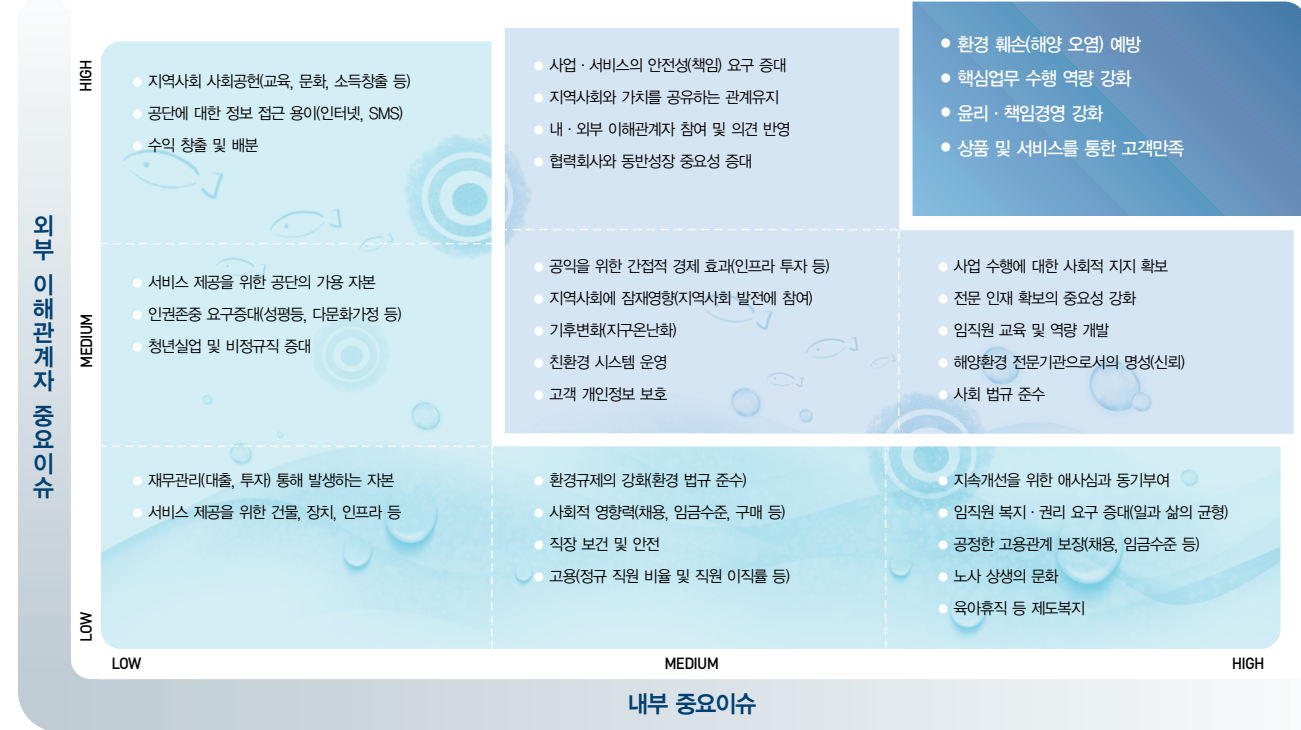 외부 이해관계자 중요이슈
HIGH
지역사회 사회공헌(교육, 문화, 소득창출 등)
공단에 대한 정보 접근 용이(인터넷, SMS)
수익 창출 및 배분
사업 · 서비스의 안전성(책임) 요구 증대
지역사회와 가치를 공유하는 관계유지
내 · 외부 이해관계자 참여 및 의견 반영
협력회사와 동반성장 중요성 증대
환경 훼손(해양 오염) 예방
핵심업무 수행 역량 강화
윤리 · 책임경영 강화
상품 및 서비스를 통한 고객만족
MEDIUM
서비스 제공을 위한 공단의 가용 자본
인권존중 요구증대(성평등, 다문화가정 등)
청년실업 및 비정규직 증대
공익을 위한 간접적 경제 효과(인프라 투자 등)
지역사회에 잠재영향(지역사회 발전에 참여)
기후변화(지구온난화)
친환경 시스템 운영
고객 개인정보 보호
사업 수행에 대한 사회적 지지 확보
전문 인재 확보의 중요성 강화
임직원 교육 및 역량 개발
해양환경 전문기관으로서의 명성(신뢰)
사회 법규 준수
LOW
재무관리(대출, 투자) 통해 발생하는 자본
서비스 제공을 위한 건물, 장치, 인프라 등
환경규제의 강화(환경 법규 준수)
사회적 영향력(채용, 임금수준, 구매 등)
직장 보건 및 안전
고용(정규 직원 비율 및 직원 이직률 등)
지속개선을 위한 애사심과 동기부여
임직원 복지 · 권리 요구 증대(일과 삶의 균형)
공정한 고용관계 보장(채용, 임금수준 등)
노사 상생의 문화
육아휴직 등 제도복지
LOW
MEDIUM
HIGH
내부 중요이슈